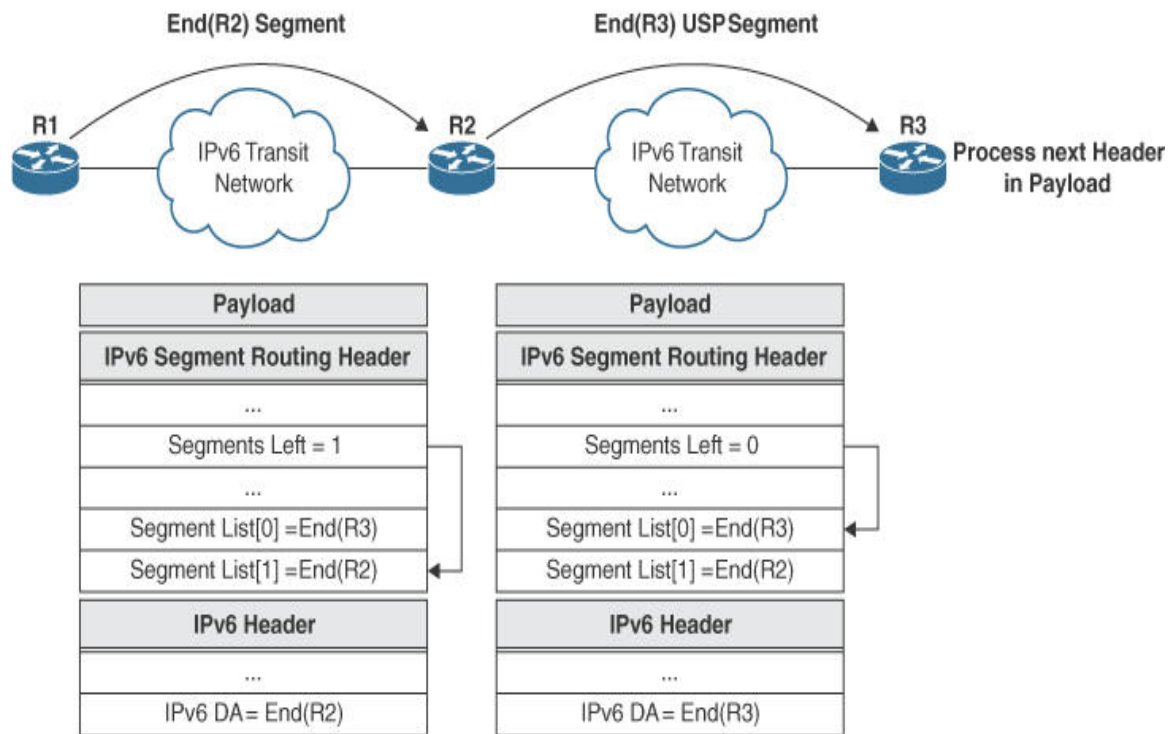 End(R2) Segment
End(R3) USPSegment
R1
R2
R3
IPv6 Transit
Network
IPv6 Transit
Network
Process next Header
in Payload
Payload
IPv6 Segment Routing Header
...
Segments Left = 1
...
Segment List[0] =End(R3)
Segment List[1] =End(R2)
IPv6 Header
...
IPv6 DA= End(R2)
Payload
IPv6 Segment Routing Header
...
Segments Left = 0
...
Segment List[0] =End(R3)
Segment List[1] =End(R2)
IPv6 Header
...
IPv6 DA= End(R3)